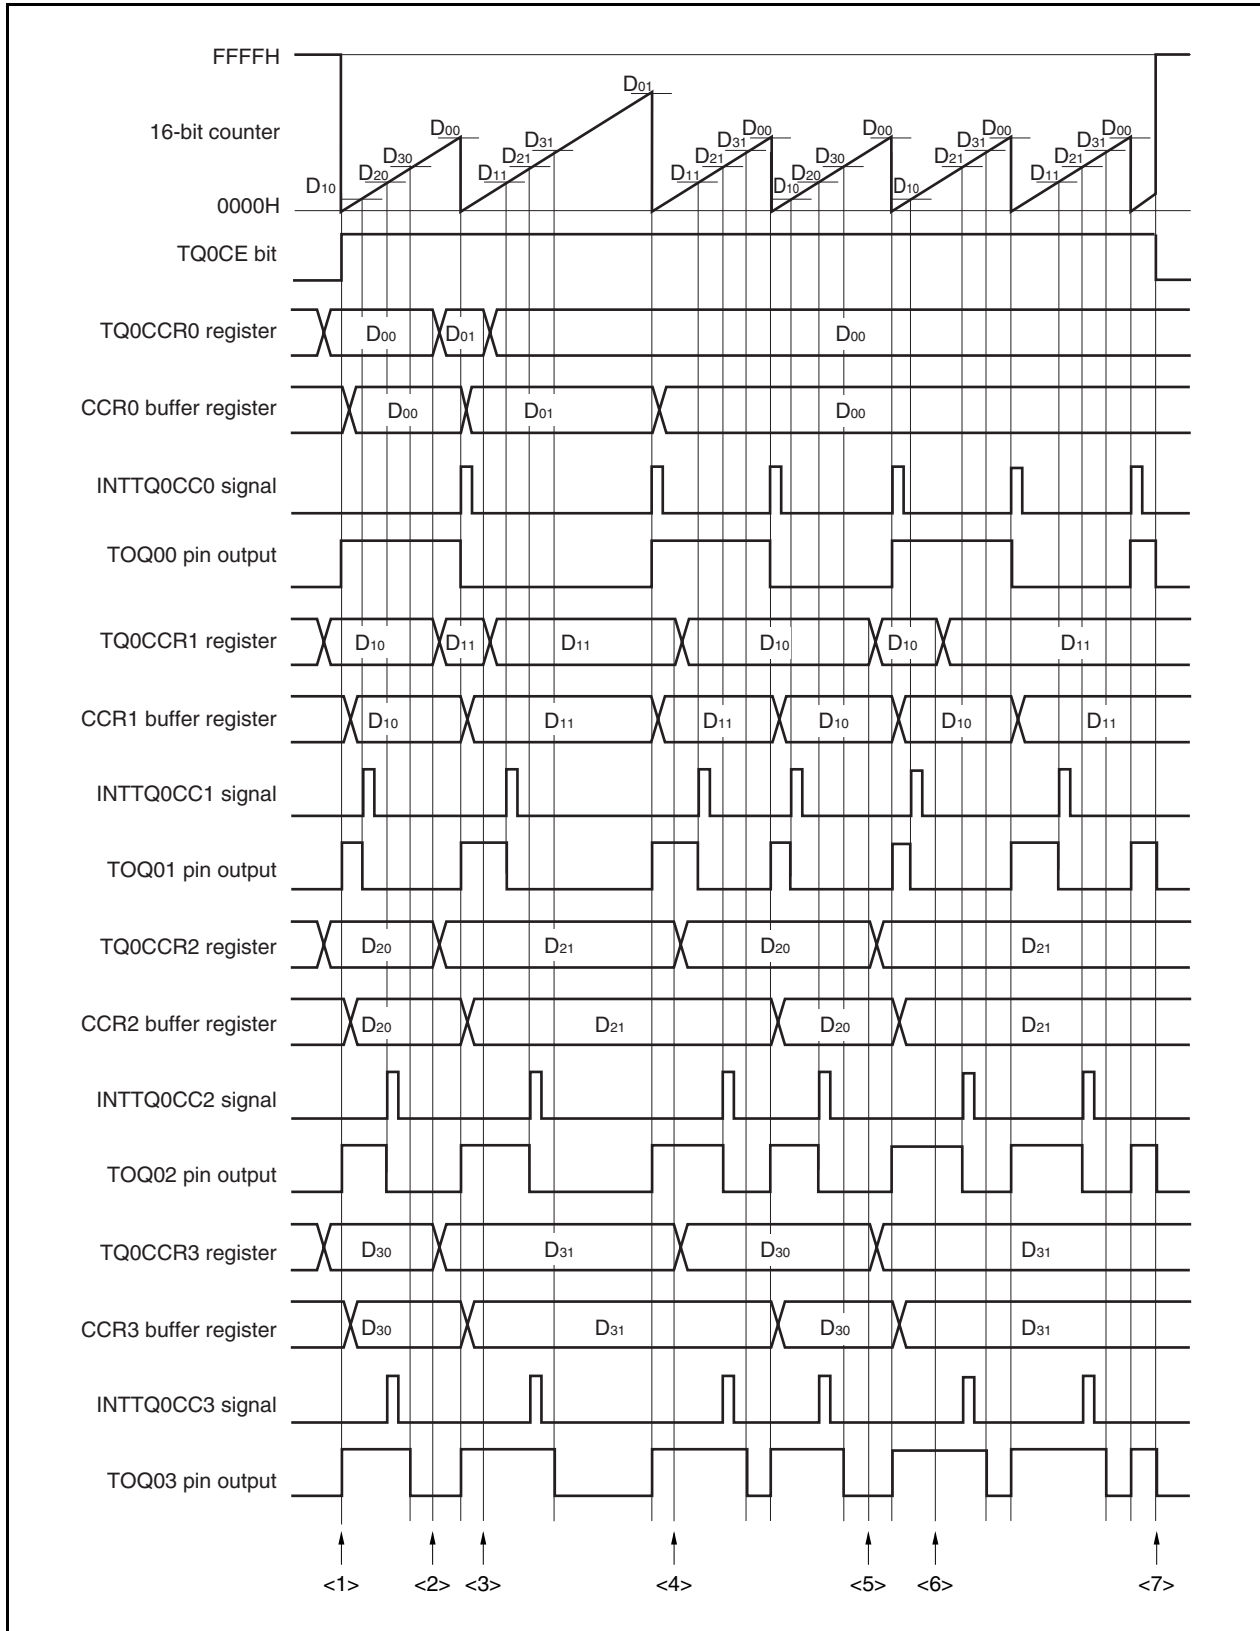 FFFFH
D01
16-bit counter
D00 D00 D00 D00 D00
D30 D31 D31 D30 D31 D31
D20 D21 D21 D21 D21
D10 D11 D11 D10 D20 D10 D11
0000H
TQ0CE bit
TQ0CCR0 register D00 D01 D00
CCR0 buffer register D00 D01 D00
INTTQ0CC0 signal
TOQ00 pin output
TQ0CCR1 register D10 D11 D11 D10 D10 D11
CCR1 buffer register D10 D11 D11 D10 D10 D11
INTTQ0CC1 signal
TOQ01 pin output
TQ0CCR2 register D20 D21 D20 D21
CCR2 buffer register D20 D21 D20 D21
INTTQ0CC2 signal
TOQ02 pin output
TQ0CCR3 register D30 D31 D30 D31
CCR3 buffer register D30 D31 D30 D31
INTTQ0CC3 signal
TOQ03 pin output
<1> <2> <3> <4> <5> <6> <7>